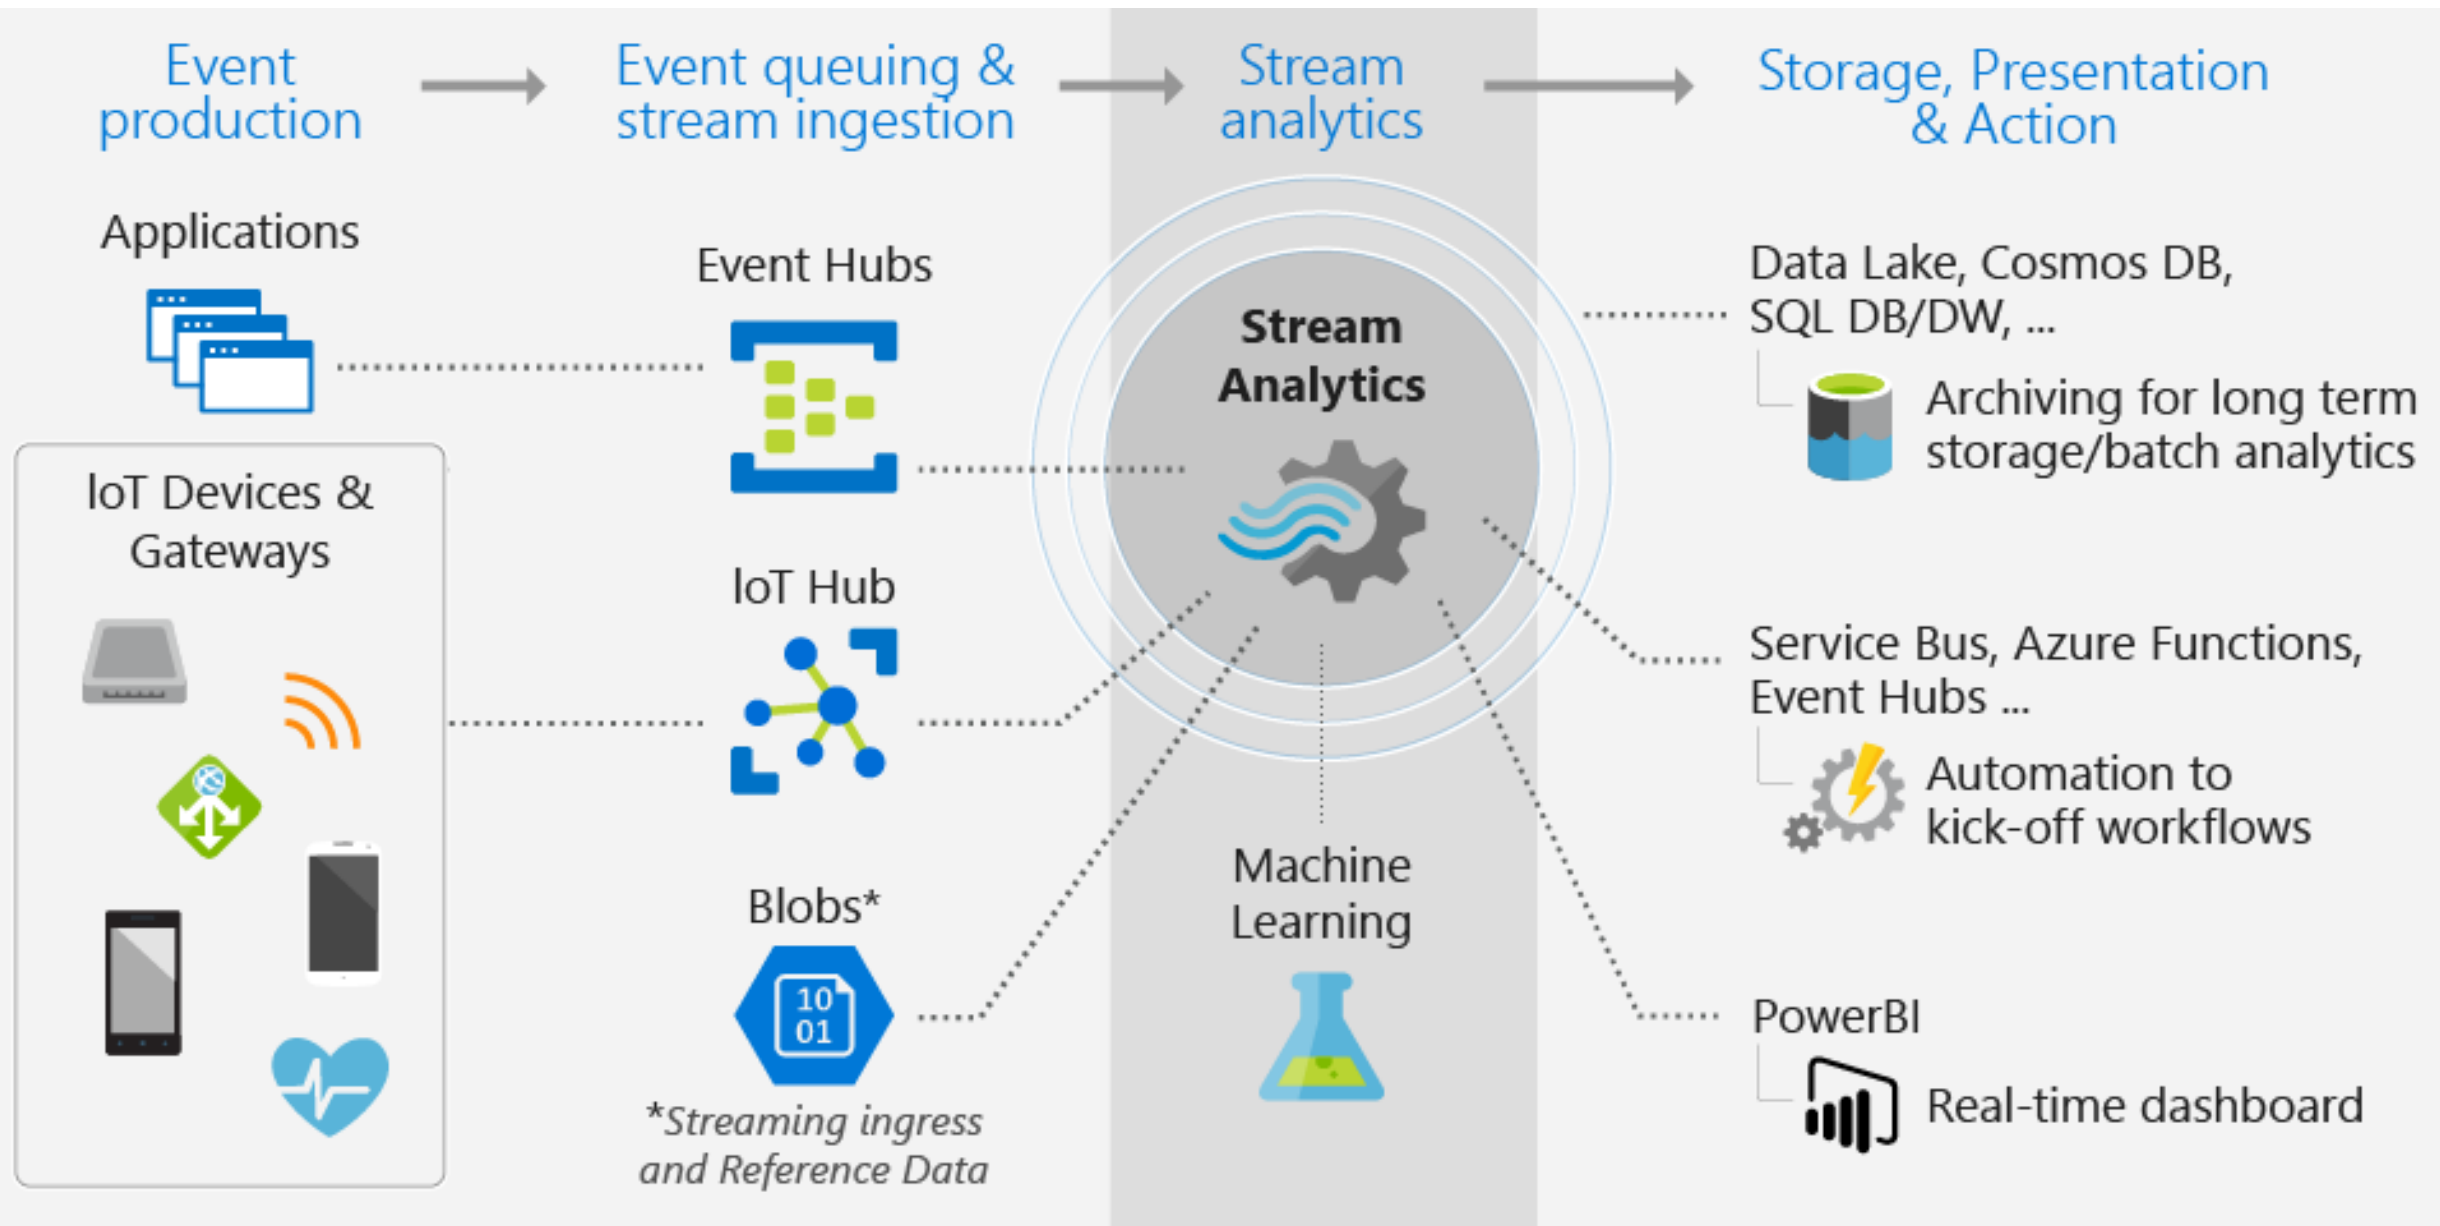 Event
production
Event queuing &
stream ingestion
Stream
analytics
Storage, Presentation
& Action
Applications
IoT Devices &
Gateways
Event Hubs
IoT Hub
Blobs*
10
01
*Streaming ingress
and Reference Data
Stream
Analytics
Machine
Learning
Data Lake, Cosmos DB,
SQL DB/DW, ...
Archiving for long term
storage/batch analytics
Service Bus, Azure Functions,
Event Hubs ...
Automation to
kick-off workflows
PowerBI
Real-time dashboard